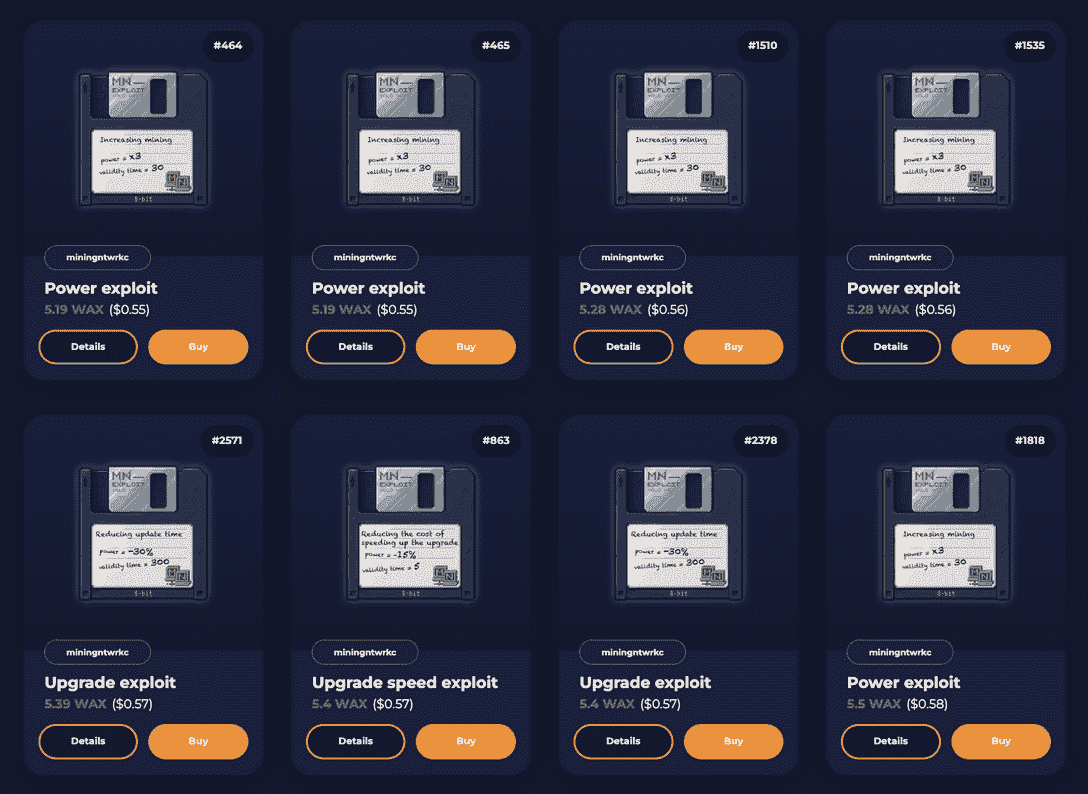 #464
MN
EXPLOIT
Increasing mining
power = x3
validity time = 30
MN
8-bit
miningntwrkc
Power exploit
5.19 WAX ($0.55)
Details
Buy
#465
MN
EXPLOIT
Increasing mining
power = x3
validity time = 30
MN
8-bit
miningntwrkc
Power exploit
5.19 WAX ($0.55)
Details
Buy
#1510
MN
EXPLOIT
Increasing mining
power = x3
validity time = 30
MN
8-bit
miningntwrkc
Power exploit
5.28 WAX ($0.56)
Details
Buy
#1535
MN
EXPLOIT
Increasing mining
power = x3
validity time = 30
MN
8-bit
miningntwrkc
Power exploit
5.28 WAX ($0.56)
Details
Buy
#2571
MN
EXPLOIT
Reducing update time
power = -30%
validity time = 300
MN
8-bit
miningntwrkc
Upgrade exploit
5.39 WAX ($0.57)
Details
Buy
#863
MN
EXPLOIT
Reducing the cost of
speeding up the upgrade
power = -15%
validity time = 5
MN
8-bit
miningntwrkc
Upgrade speed exploit
5.4 WAX ($0.57)
Details
Buy
#2378
MN
EXPLOIT
Reducing update time
power = -30%
validity time = 300
MN
8-bit
miningntwrkc
Upgrade exploit
5.4 WAX ($0.57)
Details
Buy
#1818
MN
EXPLOIT
Increasing mining
power = x3
validity time = 30
MN
8-bit
miningntwrkc
Power exploit
5.5 WAX ($0.58)
Details
Buy